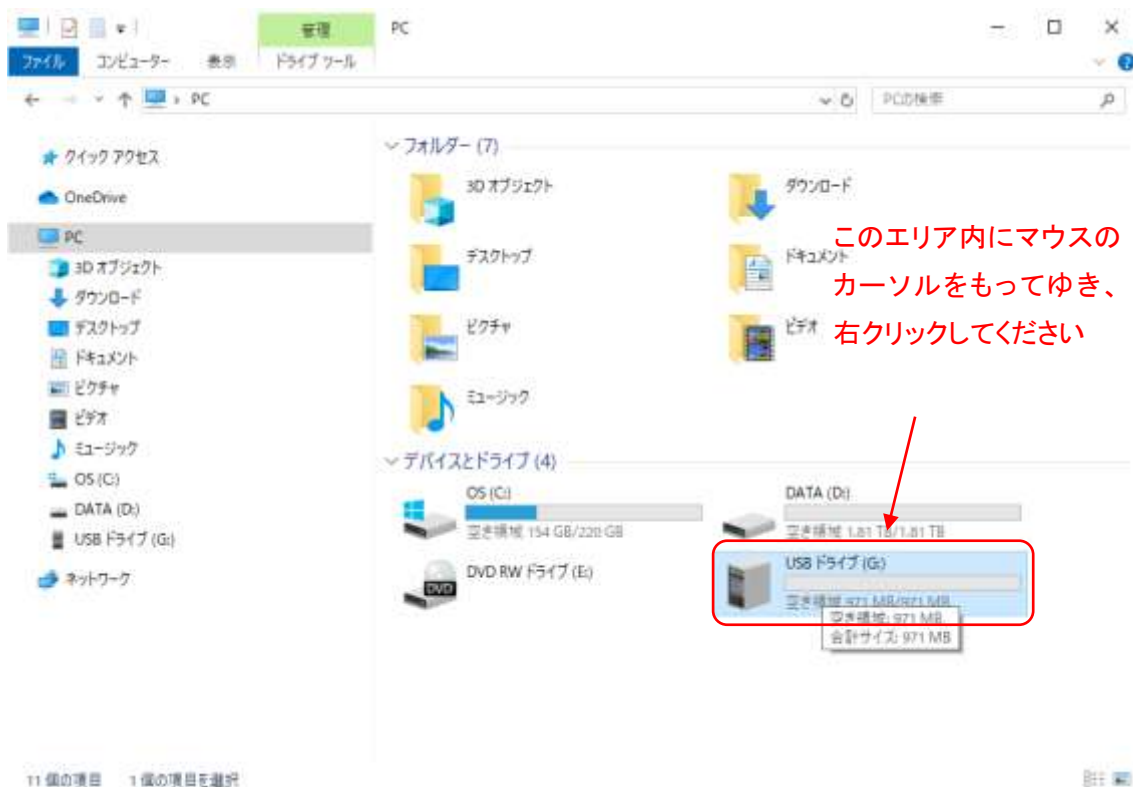 管理
PC
ファイル
コンピューター
表示
ドライブ ツール
PC
PCの検索
クイック アクセス
OneDrive
PC
3D オブジェクト
ダウンロード
デスクトップ
ドキュメント
ピクチャ
ビデオ
ミュージック
OS (C:)
DATA (D:)
USB ドライブ (G:)
ネットワーク
フォルダー (7)
3D オブジェクト
ダウンロード
デスクトップ
ドキュメント
ピクチャ
ビデオ
ミュージック
このエリア内にマウスの
カーソルをもってゆき、
右クリックしてください
デバイスとドライブ (4)
OS (C:)
空き領域 154 GB/220 GB
DATA (D:)
空き領域 1.81 TB/1.81 TB
DVD RW ドライブ (E:)
DVD
USB ドライブ (G:)
空き領域 971 MB/971 MB
空き領域: 971 MB
合計サイズ: 971 MB
11 個の項目
1 個の項目を選択